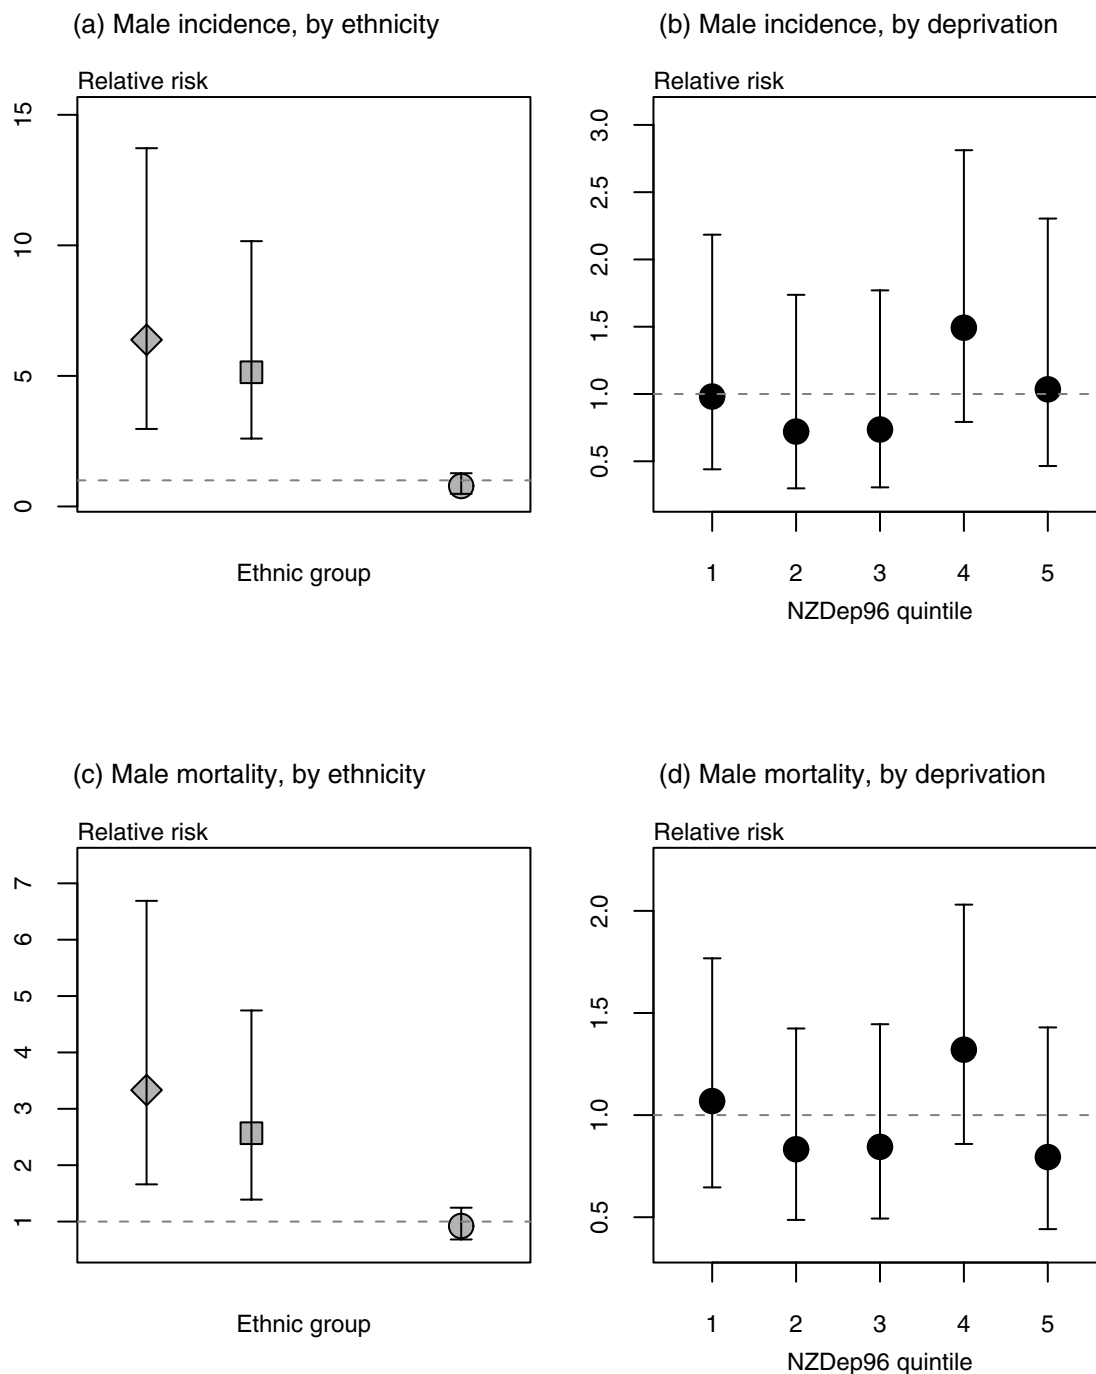 (a) Male incidence, by ethnicity
Relative risk
15
10
5
0
Ethnic group
(b) Male incidence, by deprivation
Relative risk
3.0
2.5
2.0
1.5
1.0
0.5
1 2 3 4 5
NZDep96 quintile
(c) Male mortality, by ethnicity
Relative risk
7
6
5
4
3
2
1
Ethnic group
(d) Male mortality, by deprivation
Relative risk
2.0
1.5
1.0
0.5
1 2 3 4 5
NZDep96 quintile